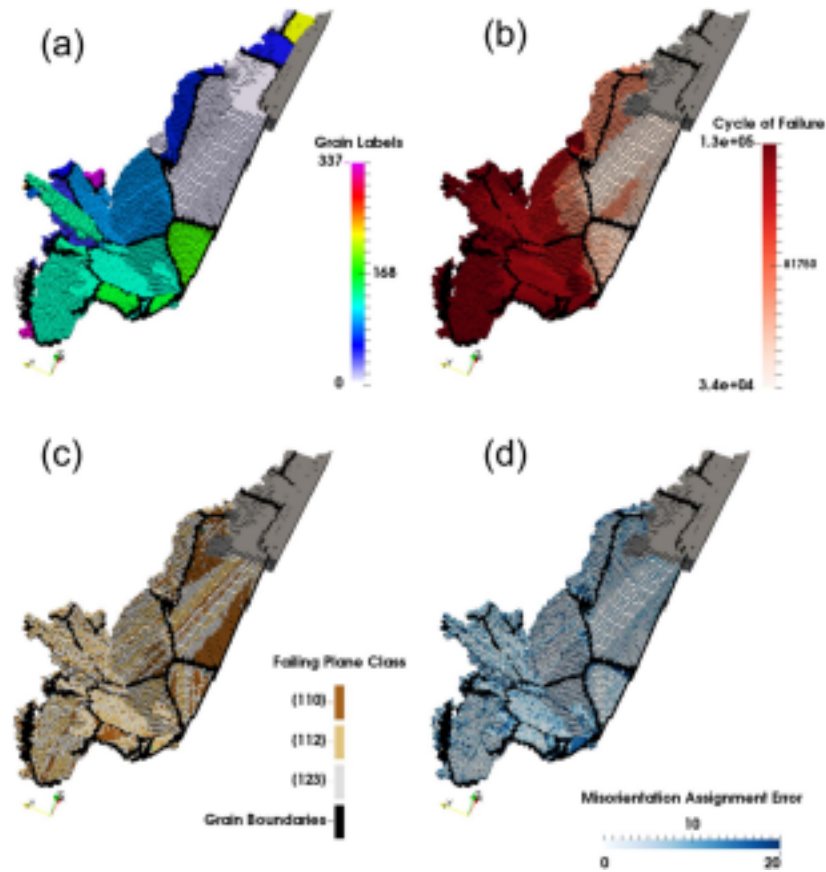 (a)
Grain Labels
337
168
0
(b)
Cycle of Failure
1.3e+05
81750
3.4e+04
(c)
Failing Plane Class
(110)
(112)
(123)
Grain Boundaries
(d)
Misorientation Assignment Error
10
0 20